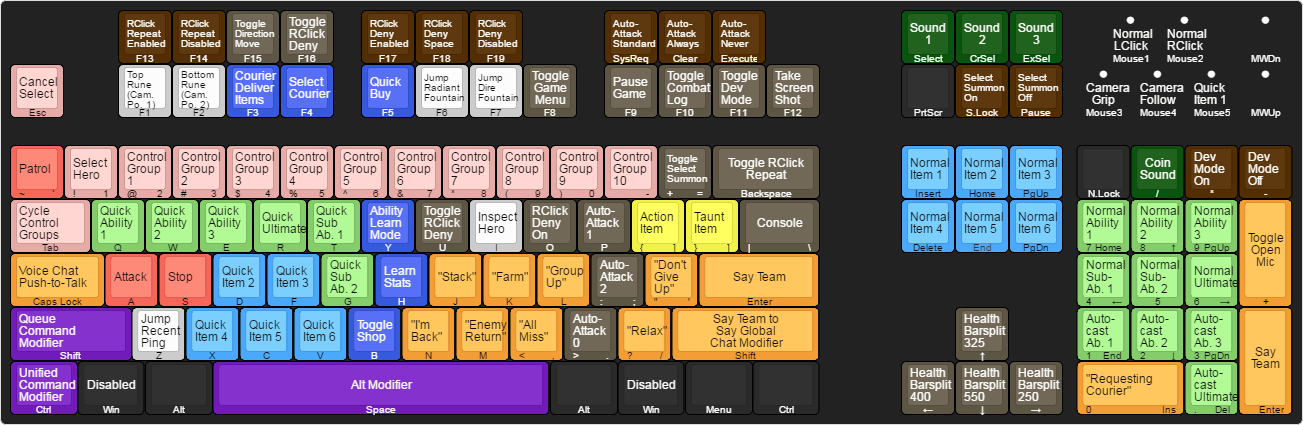 RClick Repeat Enabled
F13
RClick Repeat Disabled
F14
Toggle Direction Move
F15
Toggle RClick Deny
F16
RClick Deny Enabled
F17
RClick Deny Space
F18
RClick Deny Disabled
F19
Auto-Attack Standard
SysReq
Auto-Attack Always
Clear
Auto-Attack Never
Execute
Sound 1
Select
Sound 2
CrSel
Sound 3
ExSel
Normal LClick
Mouse1
Normal RClick
Mouse2
MWDn
Cancel Select
Esc
Top Rune (Cam. Po. 1)
F1
Bottom Rune (Cam. Po. 2)
F2
Courier Deliver Items
F3
Select Courier
F4
Quick Buy
F5
Jump Radiant Fountain
F6
Jump Dire Fountain
F7
Toggle Game Menu
F8
Pause Game
F9
Toggle Combat Log
F10
Toggle Dev Mode
F11
Take Screen Shot
F12
PrtScr
Select Summon On
S.Lock
Select Summon Off
Pause
Camera Grip
Mouse3
Camera Follow
Mouse4
Quick Item 1
Mouse5
MWUp
Patrol
~ `
Select Hero
! 1
Control Group 1
@ 2
Control Group 2
# 3
Control Group 3
$ 4
Control Group 4
% 5
Control Group 5
6
Control Group 6
& 7
Control Group 7
* 8
Control Group 8
( 9
Control Group 9
) 0
Control Group 10
_ -
Toggle Select Summon
+ =
Toggle RClick Repeat
Backspace
Normal Item 1
Insert
Normal Item 2
Home
Normal Item 3
PgUp
N.Lock
Coin Sound
/
Dev Mode On
*
Dev Mode Off
-
Cycle Control Groups
Tab
Quick Ability 1
Q
Quick Ability 2
W
Quick Ability 3
E
Quick Ultimate
R
Quick Sub Ab. 1
T
Ability Learn Mode
Y
Toggle RClick Deny
U
Inspect Hero
I
RClick Deny On
O
Auto-Attack 1
P
Action Item
{ [
Taunt Item
} ]
Console
| \
Normal Item 4
Delete
Normal Item 5
End
Normal Item 6
PgDn
Normal Ability 1
7 Home
Normal Ability 2
8 ↑
Normal Ability 3
9 PgUp
Toggle Open Mic
+
Voice Chat Push-to-Talk
Caps Lock
Attack
A
Stop
S
Quick Item 2
D
Quick Item 3
F
Quick Sub Ab. 2
G
Learn Stats
H
"Stack"
J
"Farm"
K
"Group Up"
L
Auto-Attack 2
: ;
"Don't Give Up"
" '
Say Team
Enter
Normal Sub-Ab. 1
4 ←
Normal Sub-Ab. 2
5
Normal Ultimate
6 →
Queue Command Modifier
Shift
Jump Recent Ping
Z
Quick Item 4
X
Quick Item 5
C
Quick Item 6
V
Toggle Shop
B
"I'm Back"
N
"Enemy Return"
M
"All Miss"
< ,
Auto-Attack 0
> .
"Relax"
? /
Say Team to Say Global Chat Modifier
Shift
Health Barsplit 325
↑
Auto-cast Ab. 1
1 End
Auto-cast Ab. 2
2 ↓
Auto-cast Ab. 3
3 PgDn
Say Team
Enter
Unified Command Modifier
Ctrl
Disabled
Win
Alt
Alt Modifier
Space
Alt
Disabled
Win
Menu
Ctrl
Health Barsplit 400
←
Health Barsplit 550
↓
Health Barsplit 250
→
"Requesting Courier"
0 Ins
Auto-cast Ultimate
. Del